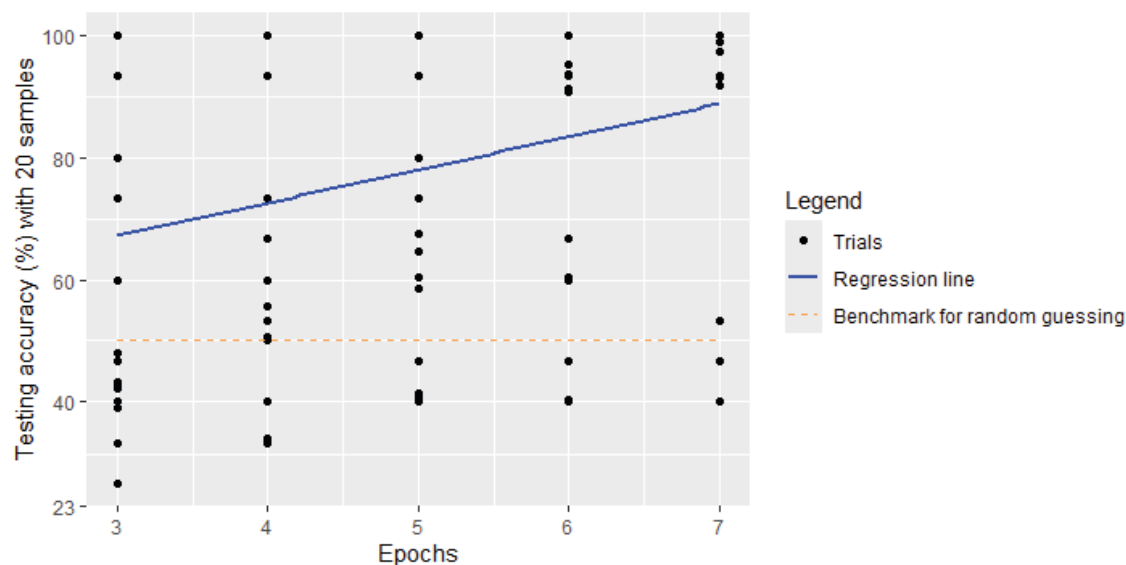 100
80
60
40
23
Testing accuracy (%) with 20 samples
3 4 5 6 7
Epochs
Legend
Trials
Regression line
Benchmark for random guessing